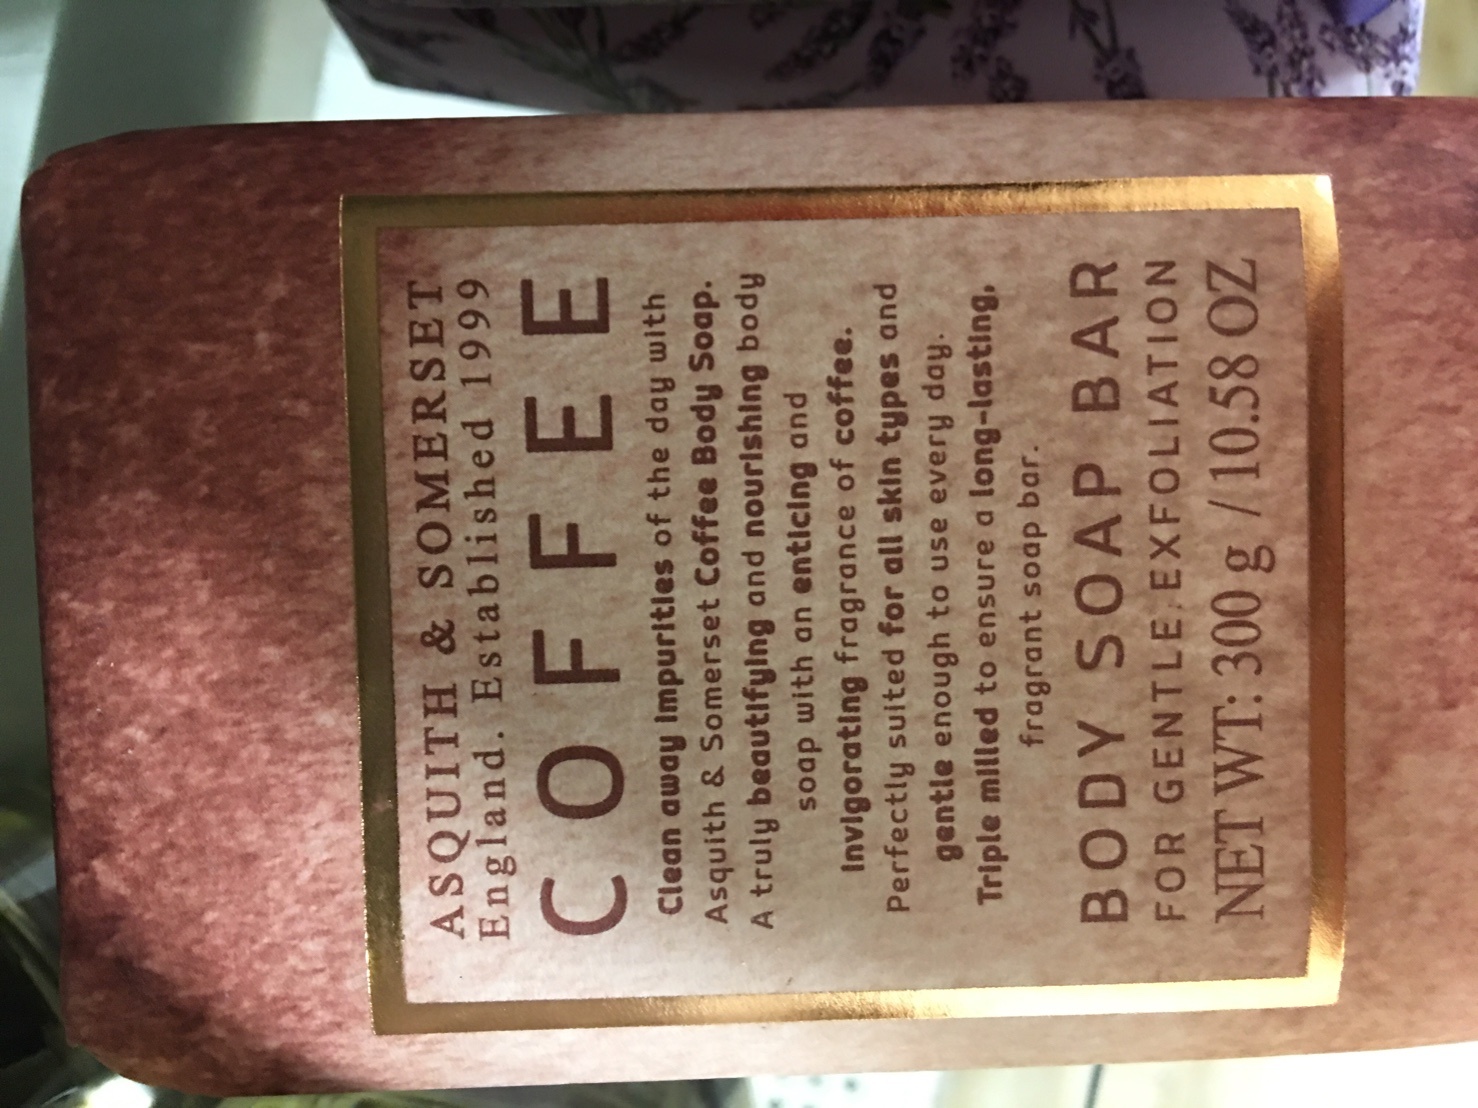 ASQUITH & SOMERSET
England. Established 1999
COFFEE
Clean away impurities of the day with
Asquith & Somerset Coffee Body Soap.
A truly beautifying and nourishing body
soap with an enticing and
invigorating fragrance of coffee.
Perfectly suited for all skin types and
gentle enough to use every day.
Triple milled to ensure a long-lasting,
fragrant soap bar.
BODY SOAP BAR
FOR GENTLE EXFOLIATION
NET WT: 300 g / 10.58 OZ